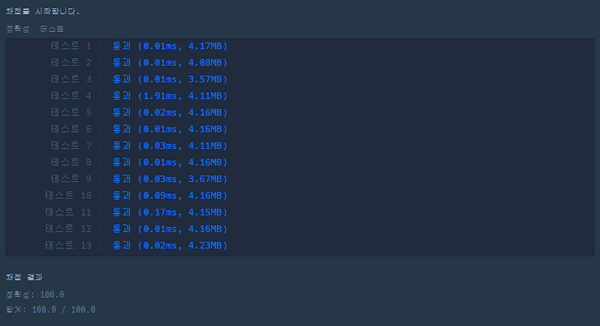 채점을 시작합니다.
정확성 테스트
테스트 1 > 통과 (0.01ms, 4.17MB)
테스트 2 > 통과 (0.01ms, 4.08MB)
테스트 3 > 통과 (0.01ms, 3.57MB)
테스트 4 > 통과 (1.91ms, 4.11MB)
테스트 5 > 통과 (0.02ms, 4.16MB)
테스트 6 > 통과 (0.01ms, 4.16MB)
테스트 7 > 통과 (0.03ms, 4.11MB)
테스트 8 > 통과 (0.01ms, 4.16MB)
테스트 9 > 통과 (0.03ms, 3.67MB)
테스트 10 > 통과 (0.09ms, 4.16MB)
테스트 11 > 통과 (0.17ms, 4.15MB)
테스트 12 > 통과 (0.01ms, 4.16MB)
테스트 13 > 통과 (0.02ms, 4.23MB)
채점 결과
정확성: 100.0
합계: 100.0 / 100.0